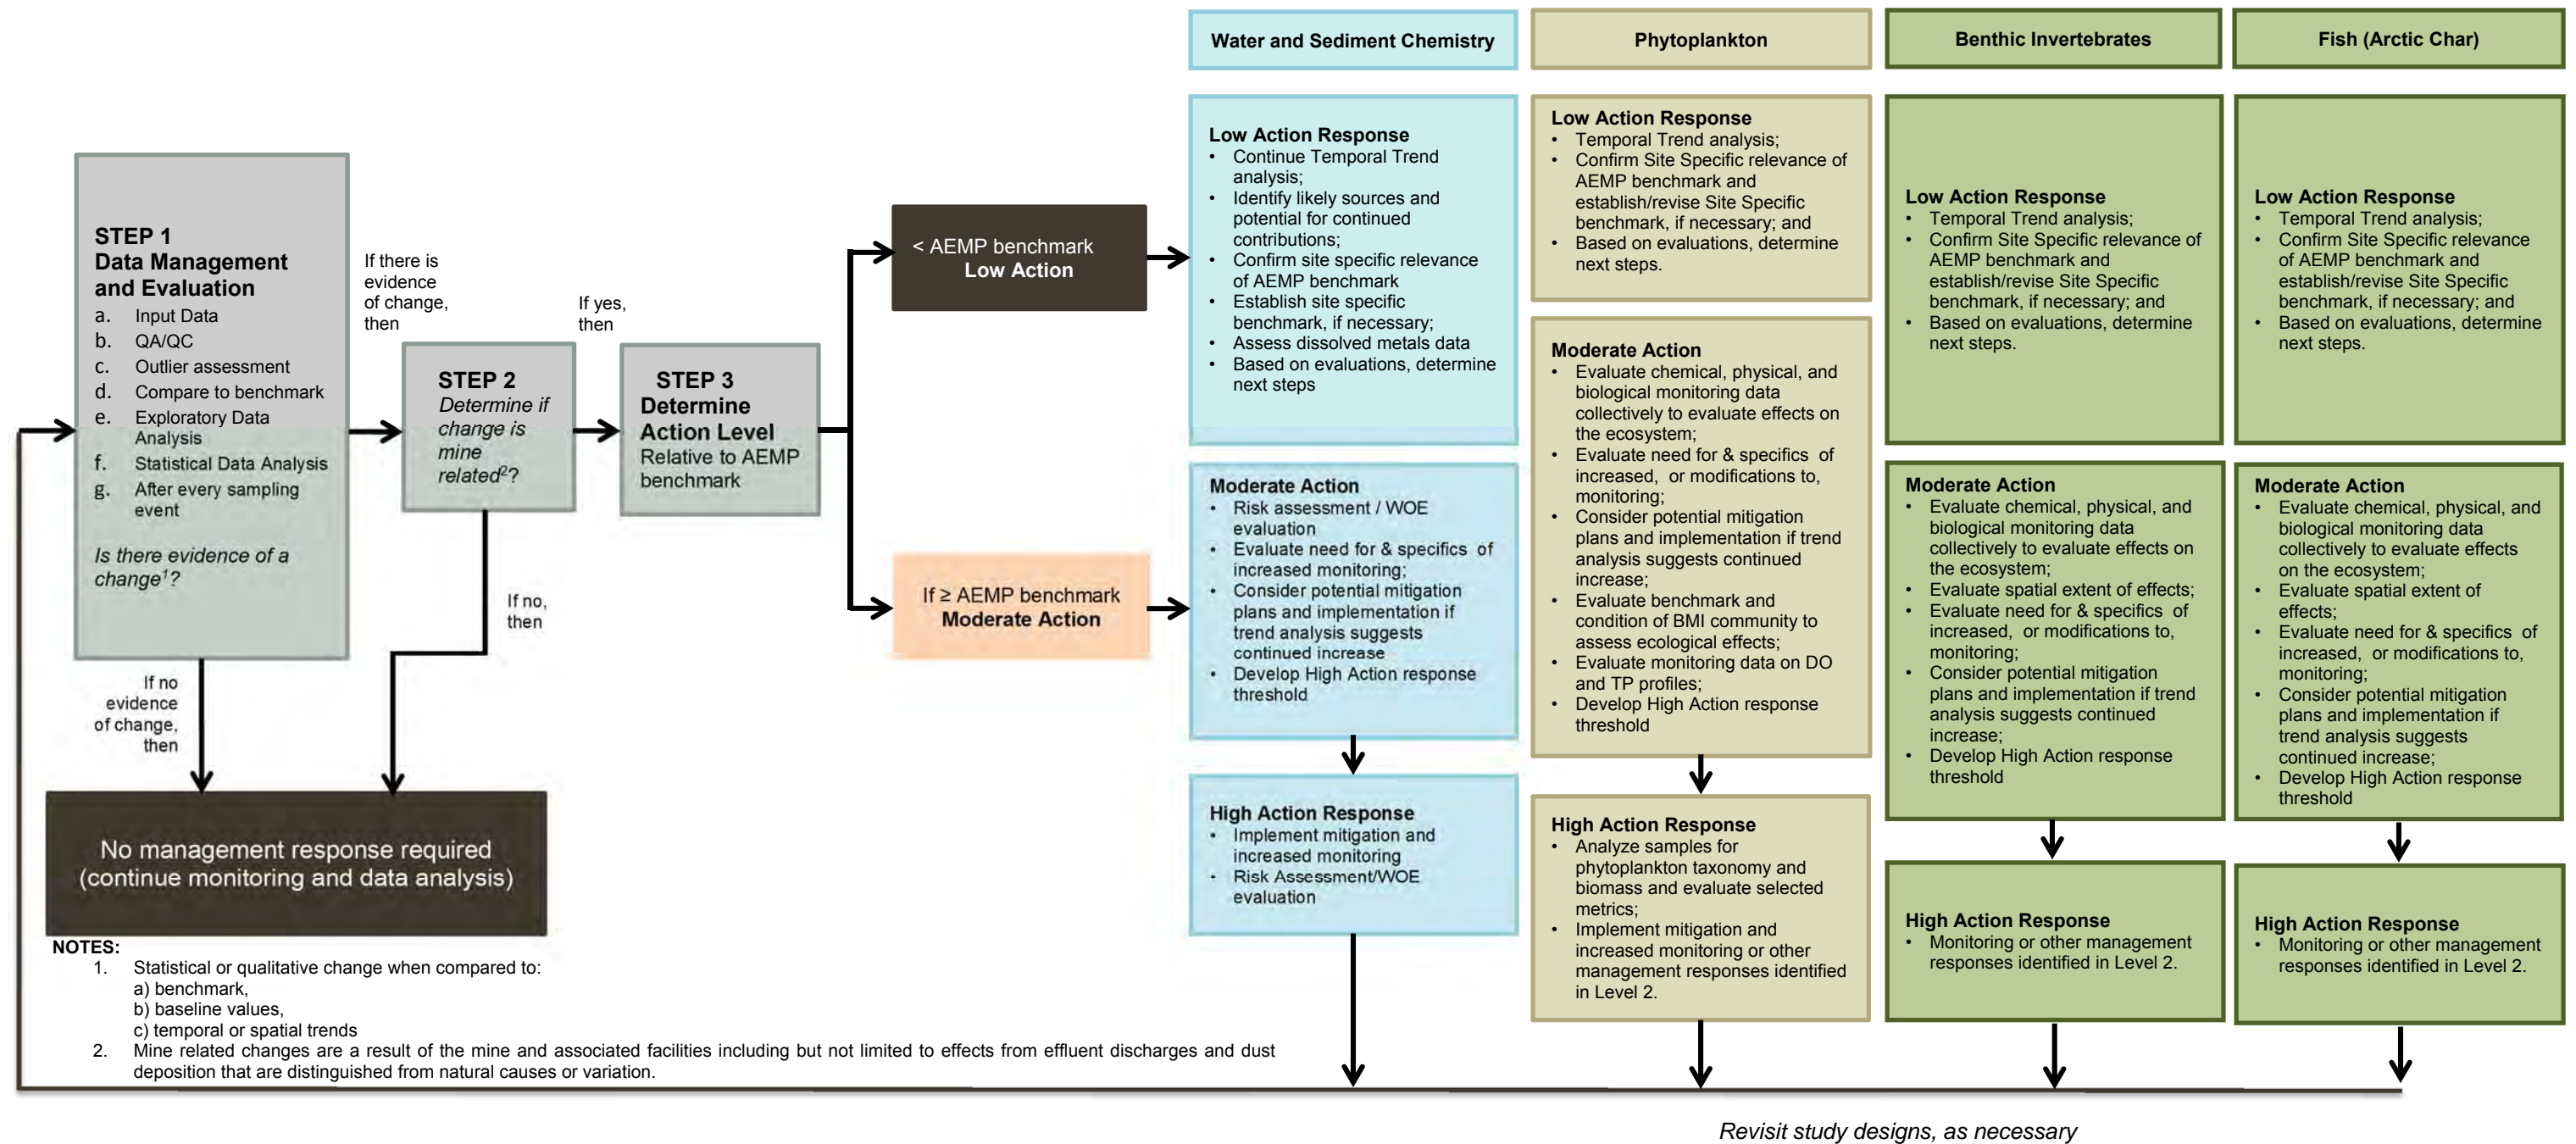 Water and Sediment Chemistry
Phytoplankton
Benthic Invertebrates
Fish (Arctic Char)
STEP 1
Data Management
and Evaluation
a. Input Data
b. QA/QC
c. Outlier assessment
d. Compare to benchmark
e. Exploratory Data
Analysis
f. Statistical Data Analysis
g. After every sampling
event
Is there evidence of a
change1?
If there is
evidence
of change,
then
STEP 2
Determine if
change is
mine
related2?
If yes,
then
STEP 3
Determine
Action Level
Relative to AEMP
benchmark
If no
evidence
of change,
then
If no,
then
No management response required
(continue monitoring and data analysis)
< AEMP benchmark
Low Action
If ≥ AEMP benchmark
Moderate Action
Low Action Response
• Continue Temporal Trend
analysis;
• Identify likely sources and
potential for continued
contributions;
• Confirm site specific relevance
of AEMP benchmark
• Establish site specific
benchmark, if necessary;
• Assess dissolved metals data
• Based on evaluations, determine
next steps
Moderate Action
• Risk assessment / WOE
evaluation
• Evaluate need for & specifics of
increased monitoring;
• Consider potential mitigation
plans and implementation if
trend analysis suggests
continued increase
• Develop High Action response
threshold
High Action Response
• Implement mitigation and
increased monitoring
• Risk Assessment/WOE
evaluation
Low Action Response
• Temporal Trend analysis;
• Confirm Site Specific relevance of
AEMP benchmark and
establish/revise Site Specific
benchmark, if necessary; and
• Based on evaluations, determine
next steps.
Moderate Action
• Evaluate chemical, physical, and
biological monitoring data
collectively to evaluate effects on
the ecosystem;
• Evaluate need for & specifics of
increased, or modifications to,
monitoring;
• Consider potential mitigation
plans and implementation if trend
analysis suggests continued
increase;
• Evaluate benchmark and
condition of BMI community to
assess ecological effects;
• Evaluate monitoring data on DO
and TP profiles;
• Develop High Action response
threshold
High Action Response
• Analyze samples for
phytoplankton taxonomy and
biomass and evaluate selected
metrics;
• Implement mitigation and
increased monitoring or other
management responses identified
in Level 2.
Low Action Response
• Temporal Trend analysis;
• Confirm Site Specific relevance of
AEMP benchmark and
establish/revise Site Specific
benchmark, if necessary; and
• Based on evaluations, determine
next steps.
Moderate Action
• Evaluate chemical, physical, and
biological monitoring data
collectively to evaluate effects on
the ecosystem;
• Evaluate spatial extent of effects;
• Evaluate need for & specifics of
increased, or modifications to,
monitoring;
• Consider potential mitigation
plans and implementation if trend
analysis suggests continued
increase;
• Develop High Action response
threshold
High Action Response
• Monitoring or other management
responses identified in Level 2.
Low Action Response
• Temporal Trend analysis;
• Confirm Site Specific relevance
of AEMP benchmark and
establish/revise Site Specific
benchmark, if necessary; and
• Based on evaluations, determine
next steps.
Moderate Action
• Evaluate chemical, physical, and
biological monitoring data
collectively to evaluate effects
on the ecosystem;
• Evaluate spatial extent of
effects;
• Evaluate need for & specifics of
increased, or modifications to,
monitoring;
• Consider potential mitigation
plans and implementation if
trend analysis suggests
continued increase;
• Develop High Action response
threshold
High Action Response
• Monitoring or other management
responses identified in Level 2.
NOTES:
1. Statistical or qualitative change when compared to:
a) benchmark,
b) baseline values,
c) temporal or spatial trends
2. Mine related changes are a result of the mine and associated facilities including but not limited to effects from effluent discharges and dust
deposition that are distinguished from natural causes or variation.
Revisit study designs, as necessary